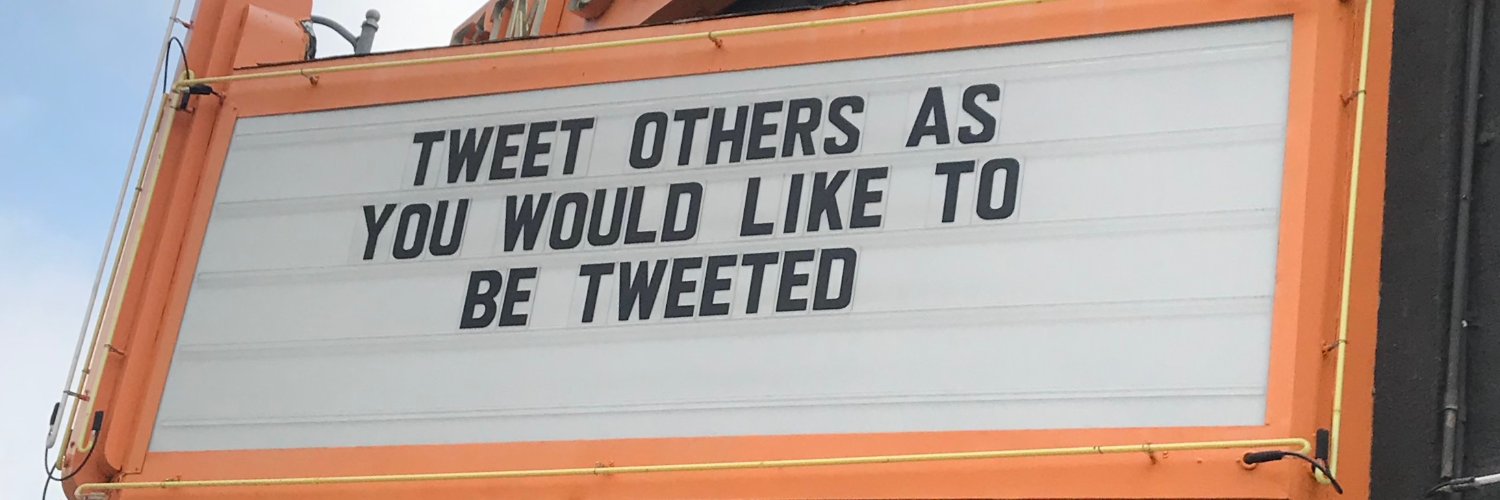 TWEET OTHERS AS
YOU WOULD LIKE TO
BE TWEETED